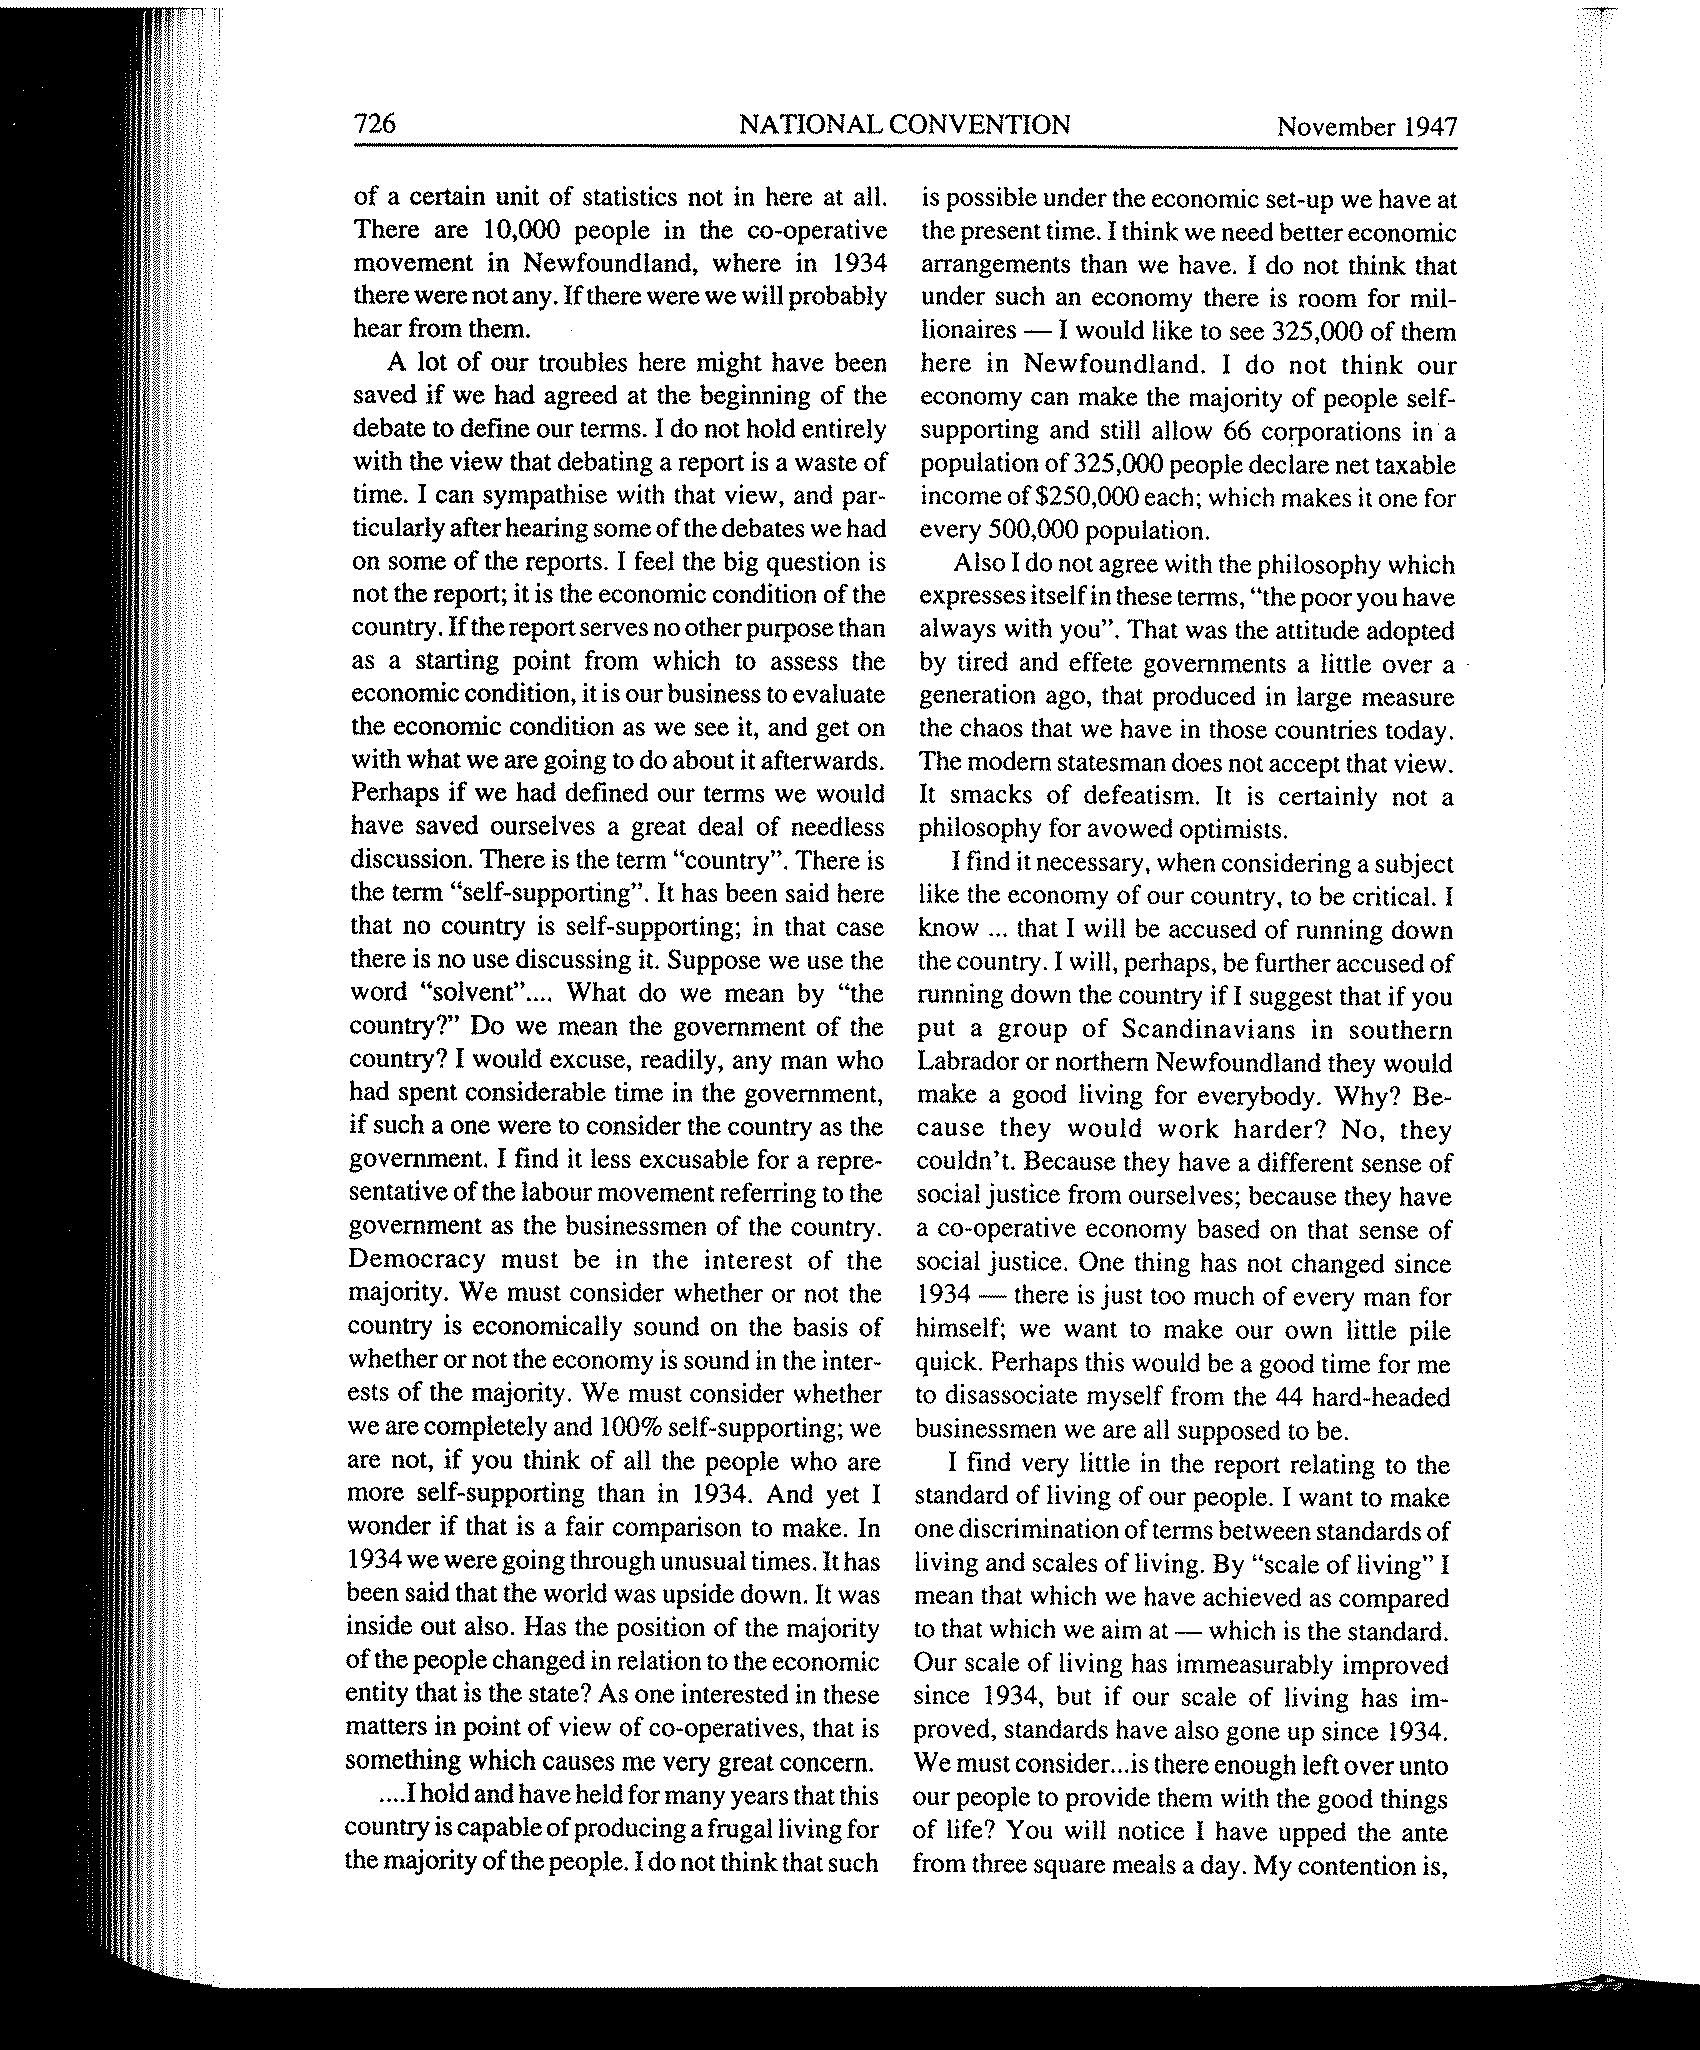 726 NATIONAL CONVENTION November 1947
of a certain unit of statistics not in here at all.
There are 10,000 people in the co-operative
movement in Newfoundland, where in 1934
there were not any. If there were we will probably
hear from them.
A lot of our troubles here might have been
saved if we had agreed at the beginning of the
debate to define our terms. I do not hold entirely
with the view that debating a report is a waste of
time. I can sympathise with that view, and par-
ticularly after hearing some of the debates we had
on some of the reports. I feel the big question is
not the report; it is the economic condition of the
country. If the report serves no other purpose than
as a starting point from which to assess the
economic condition, it is our business to evaluate
the economic condition as we see it, and get on
with what we are going to do about it afterwards.
Perhaps if we had defined our terms we would
have saved ourselves a great deal of needless
discussion. There is the term “country”. There is
the term “self-supporting”. It has been said here
that no country is self-supporting; in that case
there is no use discussing it. Suppose we use the
word “solvent”.... What do we mean by “the
country?” Do we mean the government of the
country? I would excuse, readily, any man who
had spent considerable time in the government,
if such a one were to consider the country as the
government. I find it less excusable for a repre-
sentative of the labour movement referring to the
government as the businessmen of the country.
Democracy must be in the interest of the
majority. We must consider whether or not the
country is economically sound on the basis of
whether or not the economy is sound in the inter-
ests of the majority. We must consider whether
we are completely and 100% self-supporting; we
are not, if you think of all the people who are
more self-supporting than in 1934. And yet I
wonder if that is a fair comparison to make. In
1934 we were going through unusual times. It has
been said that the world was upside down. It was
inside out also. Has the position of the majority
of the people changed in relation to the economic
entity that is the state? As one interested in these
matters in point of view of co-operatives, that is
something which causes me very great concern.
....I hold and have held for many years that this
country is capable of producing a frugal living for
the majority of the people. I do not think that such
is possible under the economic set-up we have at
the present time. I think we need better economic
arrangements than we have. I do not think that
under such an economy there is room for mil-
lionaires — I would like to see 325,000 of them
here in Newfoundland. I do not think our
economy can make the majority of people self-
supporting and still allow 66 corporations in a
population of 325,000 people declare net taxable
income of $250,000 each; which makes it one for
every 500,000 population.
Also I do not agree with the philosophy which
expresses itself in these terms, “the poor you have
always with you”. That was the attitude adopted
by tired and effete governments a little over a
generation ago, that produced in large measure
the chaos that we have in those countries today.
The modern statesman does not accept that view.
It smacks of defeatism. It is certainly not a
philosophy for avowed optimists.
I find it necessary, when considering a subject
like the economy of our country, to be critical. I
know ... that I will be accused of running down
the country. I will, perhaps, be further accused of
running down the country if I suggest that if you
put a group of Scandinavians in southern
Labrador or northern Newfoundland they would
make a good living for everybody. Why? Be-
cause they would work harder? No, they
couldn't. Because they have a different sense of
social justice from ourselves; because they have
a co-operative economy based on that sense of
social justice. One thing has not changed since
1934 — there is just too much of every man for
himself; we want to make our own little pile
quick. Perhaps this would be a good time for me
to disassociate myself from the 44 hard-headed
businessmen we are all supposed to be.
I find very little in the report relating to the
standard of living of our people. I want to make
one discrimination of terms between standards of
living and scales of living. By “scale of living” I
mean that which we have achieved as compared
to that which we aim at — which is the standard.
Our scale of living has immeasurably improved
since 1934, but if our scale of living has im-
proved, standards have also gone up since 1934.
We must consider...is there enough left over unto
our people to provide them with the good things
of life? You will notice I have upped the ante
from three square meals a day. My contention is,